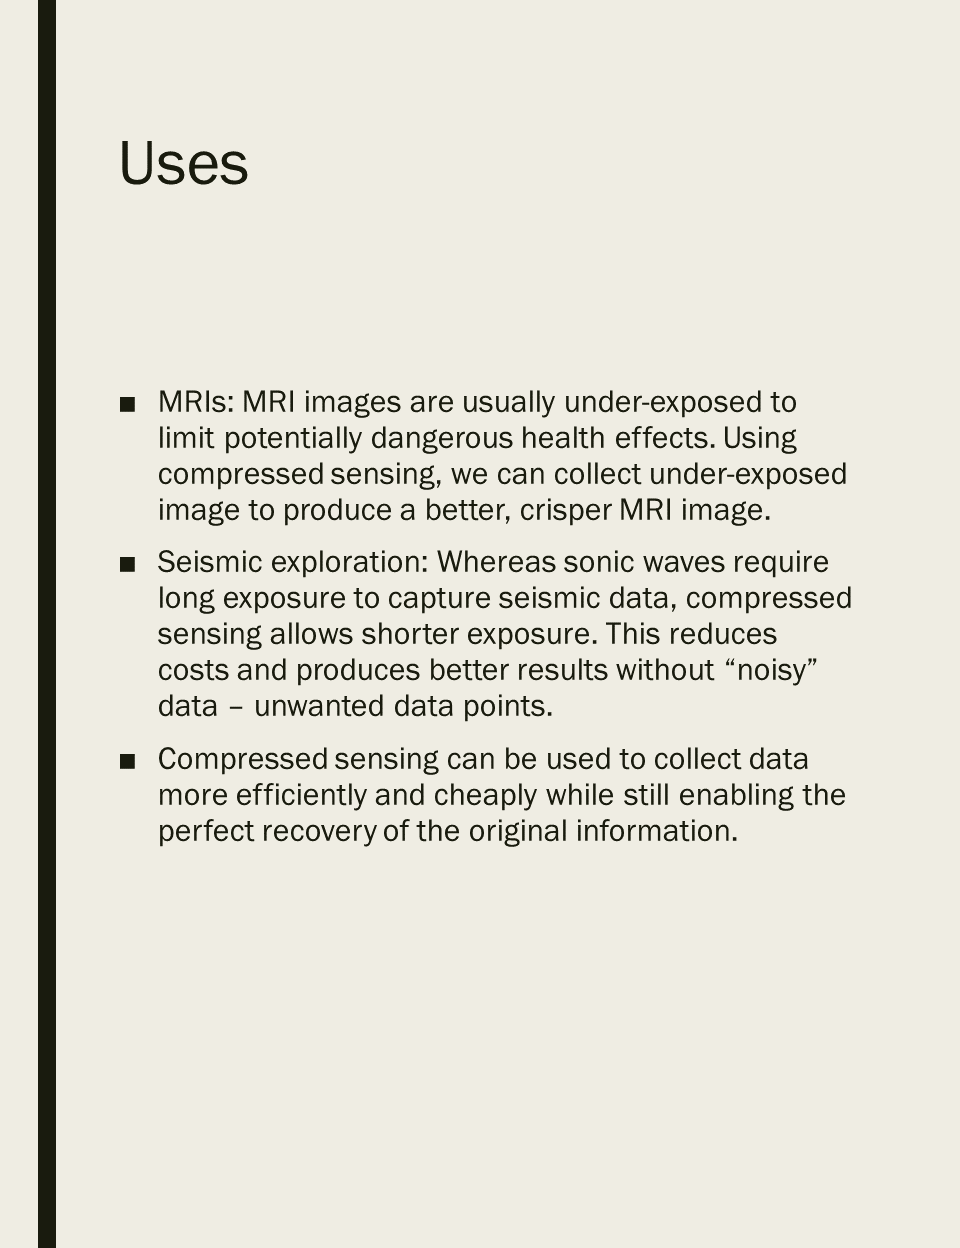 Uses
■ MRIs: MRI images are usually under-exposed to
limit potentially dangerous health effects. Using
compressed sensing, we can collect under-exposed
image to produce a better, crisper MRI image.
■ Seismic exploration: Whereas sonic waves require
long exposure to capture seismic data, compressed
sensing allows shorter exposure. This reduces
costs and produces better results without “noisy”
data – unwanted data points.
■ Compressed sensing can be used to collect data
more efficiently and cheaply while still enabling the
perfect recovery of the original information.